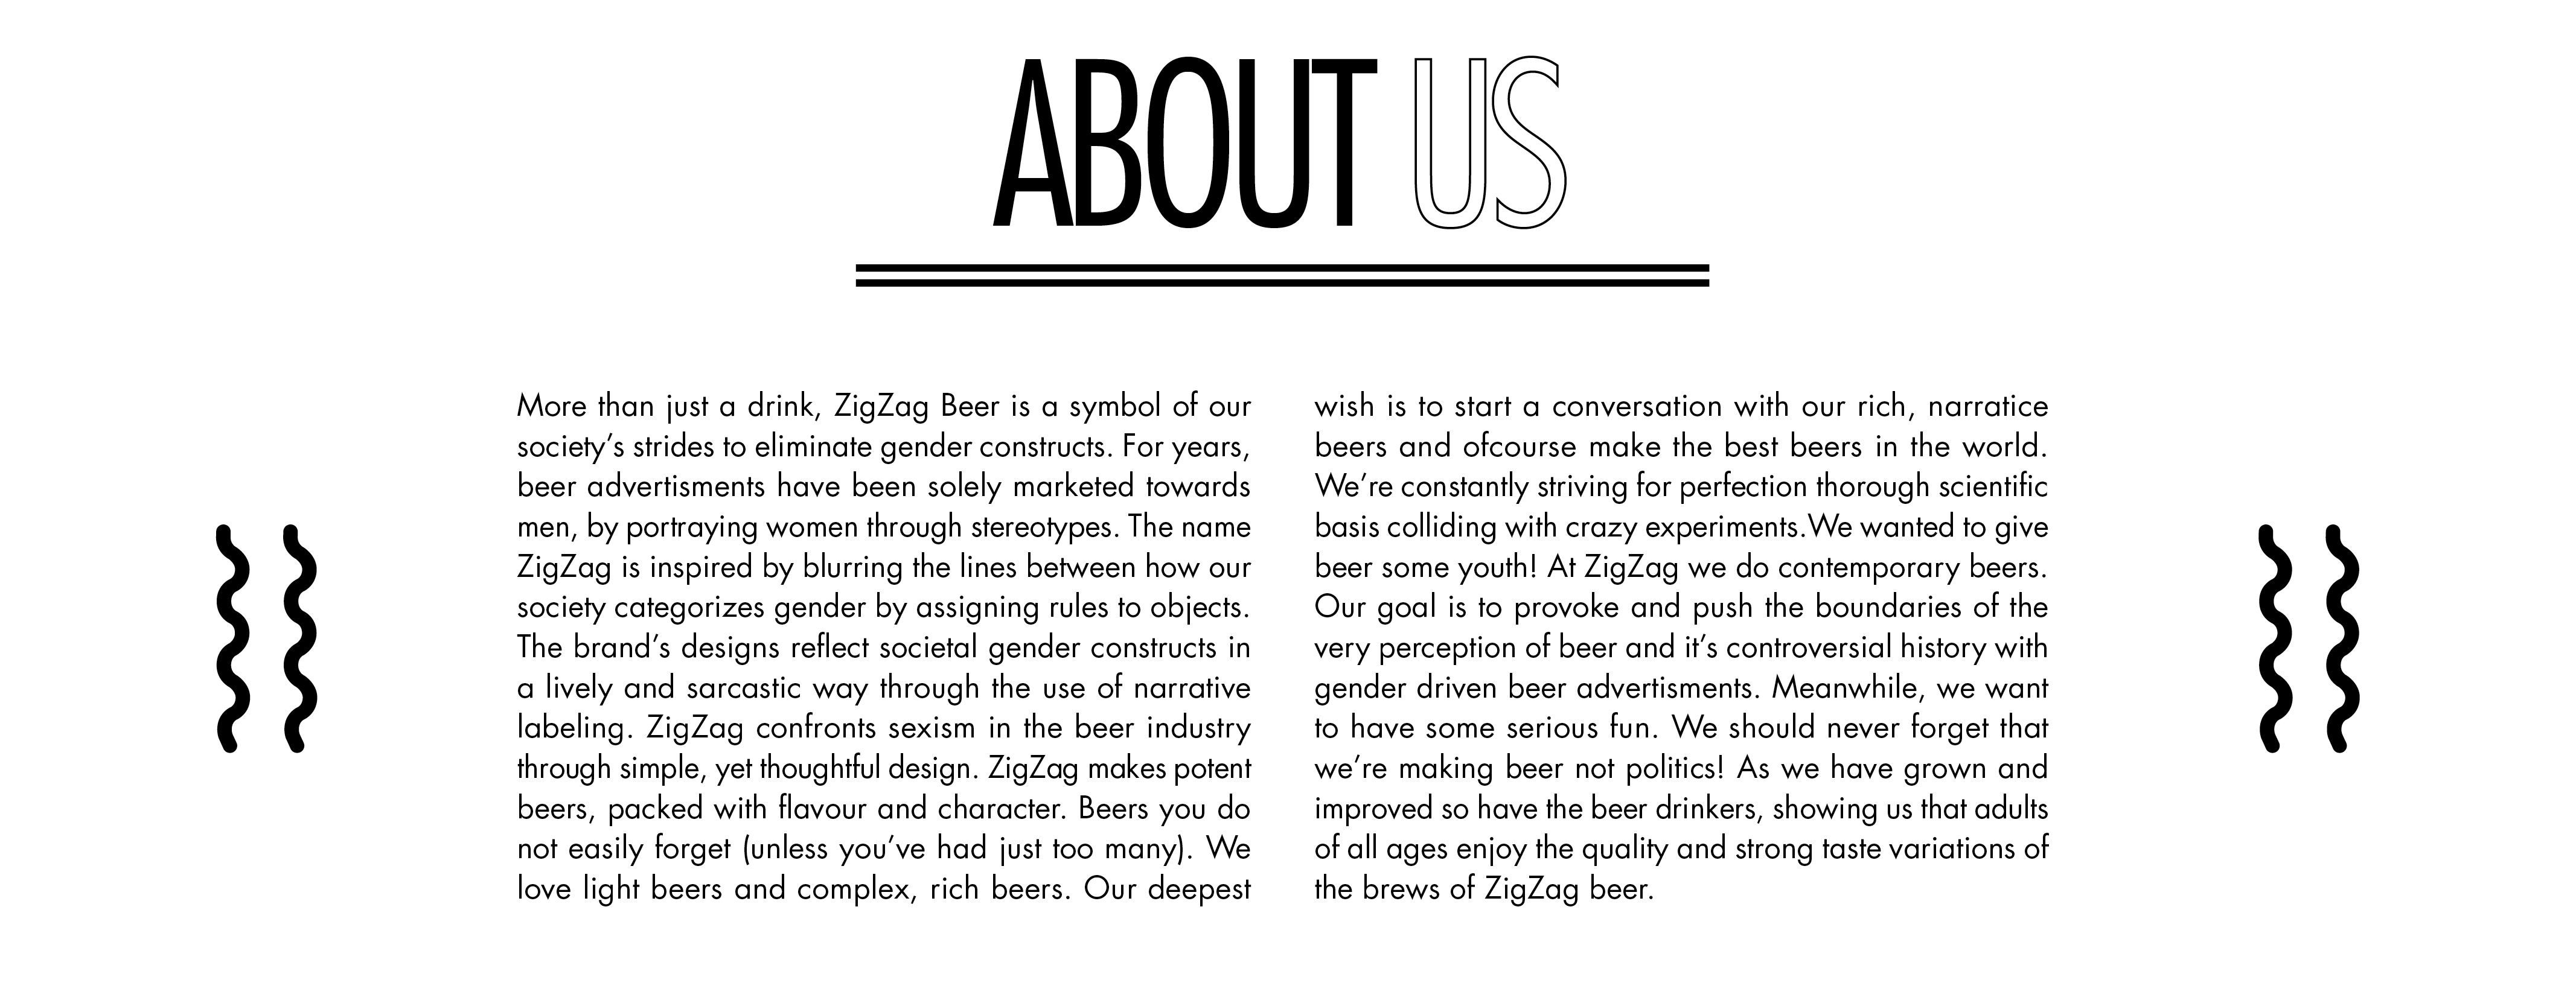 ABOUT US
More than just a drink, ZigZag Beer is a symbol of our
society’s strides to eliminate gender constructs. For years,
beer advertisments have been solely marketed towards
men, by portraying women through stereotypes. The name
ZigZag is inspired by blurring the lines between how our
society categorizes gender by assigning rules to objects.
The brand’s designs reflect societal gender constructs in
a lively and sarcastic way through the use of narrative
labeling. ZigZag confronts sexism in the beer industry
through simple, yet thoughtful design. ZigZag makes potent
beers, packed with flavour and character. Beers you do
not easily forget (unless you’ve had just too many). We
love light beers and complex, rich beers. Our deepest
wish is to start a conversation with our rich, narratice
beers and ofcourse make the best beers in the world.
We’re constantly striving for perfection thorough scientific
basis colliding with crazy experiments.We wanted to give
beer some youth! At ZigZag we do contemporary beers.
Our goal is to provoke and push the boundaries of the
very perception of beer and it’s controversial history with
gender driven beer advertisments. Meanwhile, we want
to have some serious fun. We should never forget that
we’re making beer not politics! As we have grown and
improved so have the beer drinkers, showing us that adults
of all ages enjoy the quality and strong taste variations of
the brews of ZigZag beer.